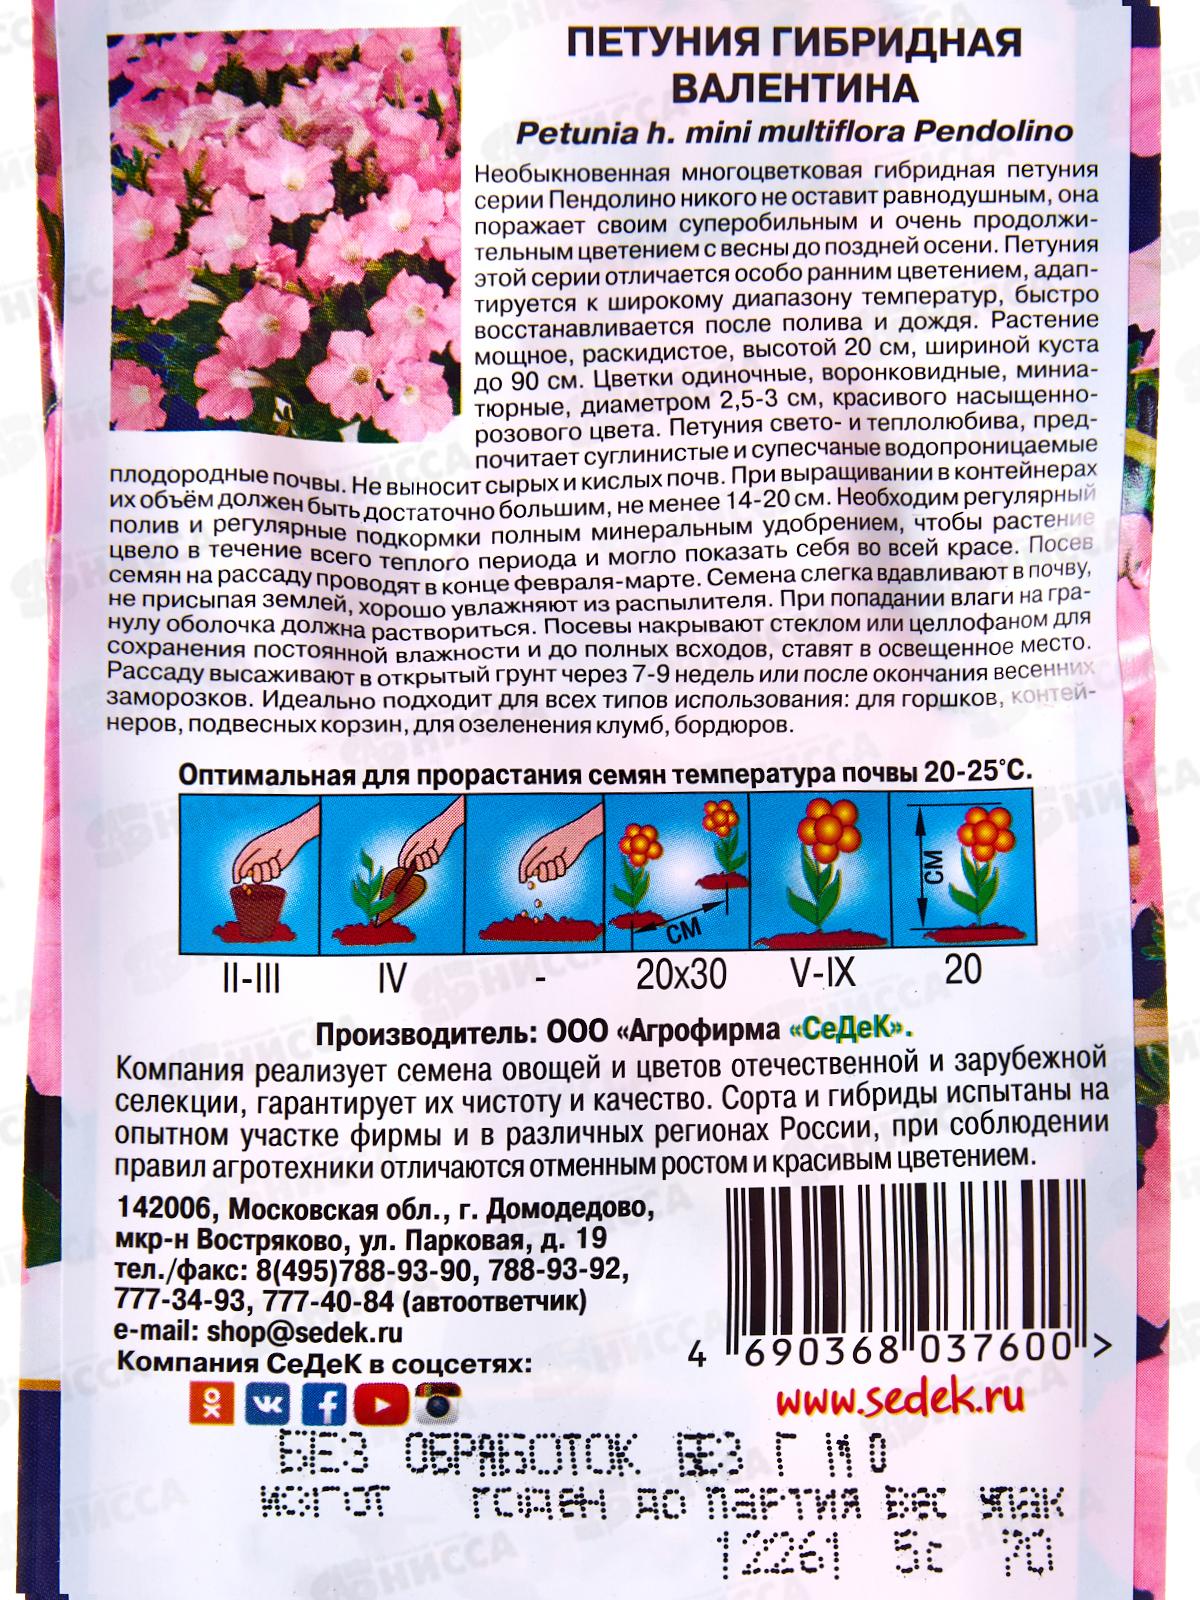 ПЕТУНИЯ ГИБРИДНАЯ
ВАЛЕНТИНА
Petunia h. mini multiflora Pendolino
Необыкновенная многоцветковая гибридная петуния
серии Пендолино никого не оставит равнодушным, она
поражает своим суперобильным и очень продолжи-
тельным цветением с весны до поздней осени. Петуния
этой серии отличается особо ранним цветением, адап-
тируется к широкому диапазону температур, быстро
восстанавливается после полива и дождя. Растение
мощное, раскидистое, высотой 20 см, шириной куста
до 90 см. Цветки одиночные, воронковидные, миниа-
тюрные, диаметром 2,5-3 см, красивого насыщенно-
розового цвета. Петуния свето- и теплолюбива, пред-
почитает суглинистые и супесчаные водопроницаемые
плодородные почвы. Не выносит сырых и кислых почв. При выращивании в контейнерах
их объём должен быть достаточно большим, не менее 14-20 см. Необходим регулярный
полив и регулярные подкормки полным минеральным удобрением, чтобы растение
цвело в течение всего теплого периода и могло показать себя во всей красе. Посев
семян на рассаду проводят в конце февраля-марте. Семена слегка вдавливают в почву,
не присыпая землей, хорошо увлажняют из распылителя. При попадании влаги на гра-
нулу оболочка должна раствориться. Посевы накрывают стеклом или целлофаном для
сохранения постоянной влажности и до полных всходов, ставят в освещенное место.
Рассаду высаживают в открытый грунт через 7-9 недель или после окончания весенних
заморозков. Идеально подходит для всех типов использования: для горшков, контей-
неров, подвесных корзин, для озеленения клумб, бордюров.
Оптимальная для прорастания семян температура почвы 20-25°С.
СМ
СМ
II-III IV - 20х30 V-IX 20
Производитель: ООО «Агрофирма «СеДеК».
Компания реализует семена овощей и цветов отечественной и зарубежной
селекции, гарантирует их чистоту и качество. Сорта и гибриды испытаны на
опытном участке фирмы и в различных регионах России, при соблюдении
правил агротехники отличаются отменным ростом и красивым цветением.
142006, Московская обл., г. Домодедово,
мкр-н Востряково, ул. Парковая, д. 19
тел./факс: 8(495)788-93-90, 788-93-92,
777-34-93, 777-40-84 (автоответчик)
e-mail: shop@sedek.ru
Компания СеДеК в соцсетях:
4 690368 037600 >
www.sedek.ru
БЕЗ ОБРАБОТОК БЕЗ ГМО
ИЗГОТ ГОДЕН ДО ПАРТИЯ ВЕС УПАК
12261 5с 70
НИССА